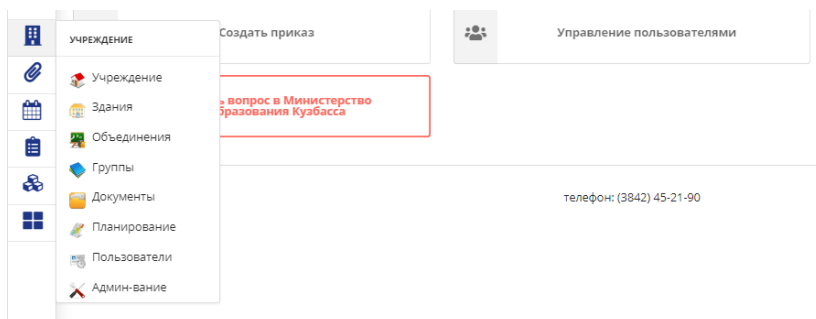 УЧРЕЖДЕНИЕ
Учреждение
Здания
Объединения
Группы
Документы
Планирование
Пользователи
Админ-вание
Создать приказ
Управление пользователями
вопрос в Министерство
бразования Кузбасса
телефон: (3842) 45-21-90